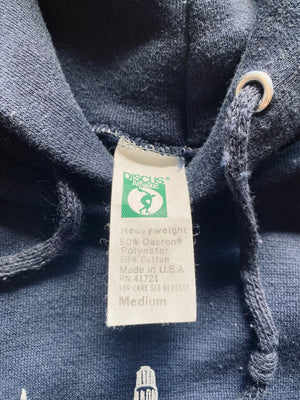 DISCUS®
Athletic
Heavyweight
50% Dacron®
Polyester
50% Cotton
Made in U.S.A.
RN 41721
FOR CARE SEE REVERSE
Medium